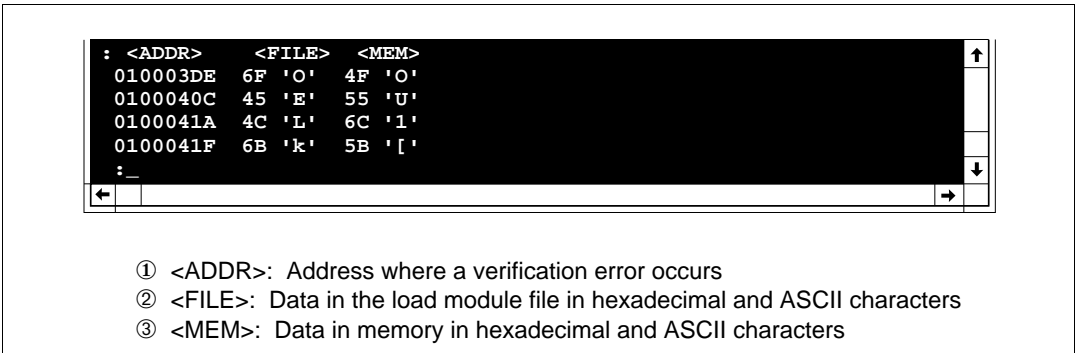 : <ADDR> <FILE> <MEM>
010003DE 6F 'O' 4F 'O'
0100040C 45 'E' 55 'U'
0100041A 4C 'L' 6C '1'
0100041F 6B 'k' 5B '['
:_
① <ADDR>: Address where a verification error occurs
② <FILE>: Data in the load module file in hexadecimal and ASCII characters
③ <MEM>: Data in memory in hexadecimal and ASCII characters